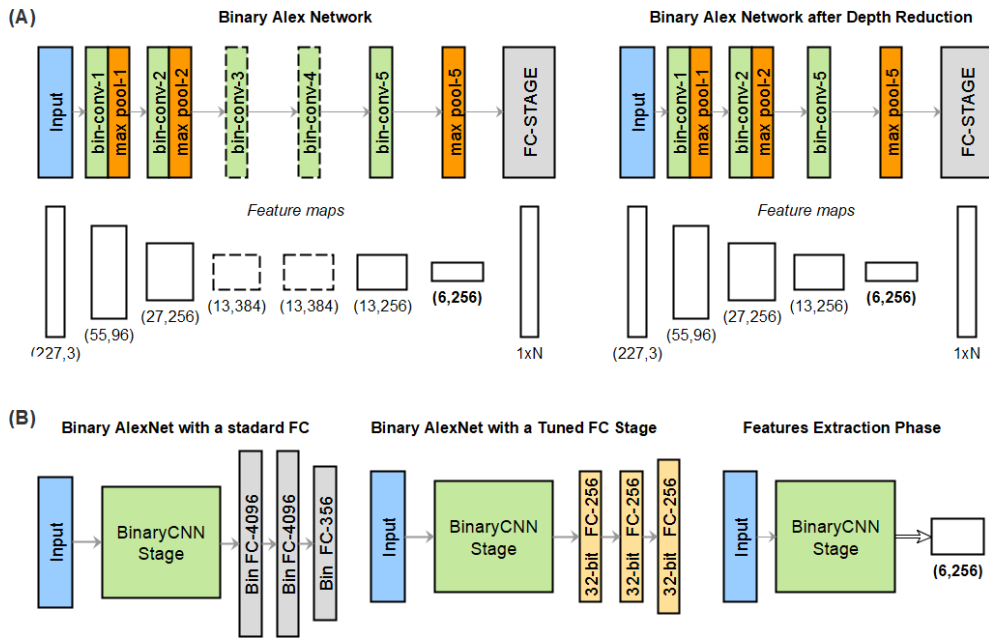 (A)
Binary Alex Network
Input
bin-conv-1
max pool-1
bin-conv-2
max pool-2
bin-conv-3
bin-conv-4
bin-conv-5
max pool-5
FC-STAGE
Feature maps
(227,3)
(55,96)
(27,256)
(13,384)
(13,384)
(13,256)
(6,256)
1xN
Binary Alex Network after Depth Reduction
Input
bin-conv-1
max pool-1
bin-conv-2
max pool-2
bin-conv-5
max pool-5
FC-STAGE
Feature maps
(227,3)
(55,96)
(27,256)
(13,256)
(6,256)
1xN
(B)
Binary AlexNet with a stadard FC
Input
BinaryCNN
Stage
Bin FC-4096
Bin FC-4096
Bin FC-356
Binary AlexNet with a Tuned FC Stage
Input
BinaryCNN
Stage
32-bit FC-256
32-bit FC-256
32-bit FC-256
Features Extraction Phase
Input
BinaryCNN
Stage
(6,256)